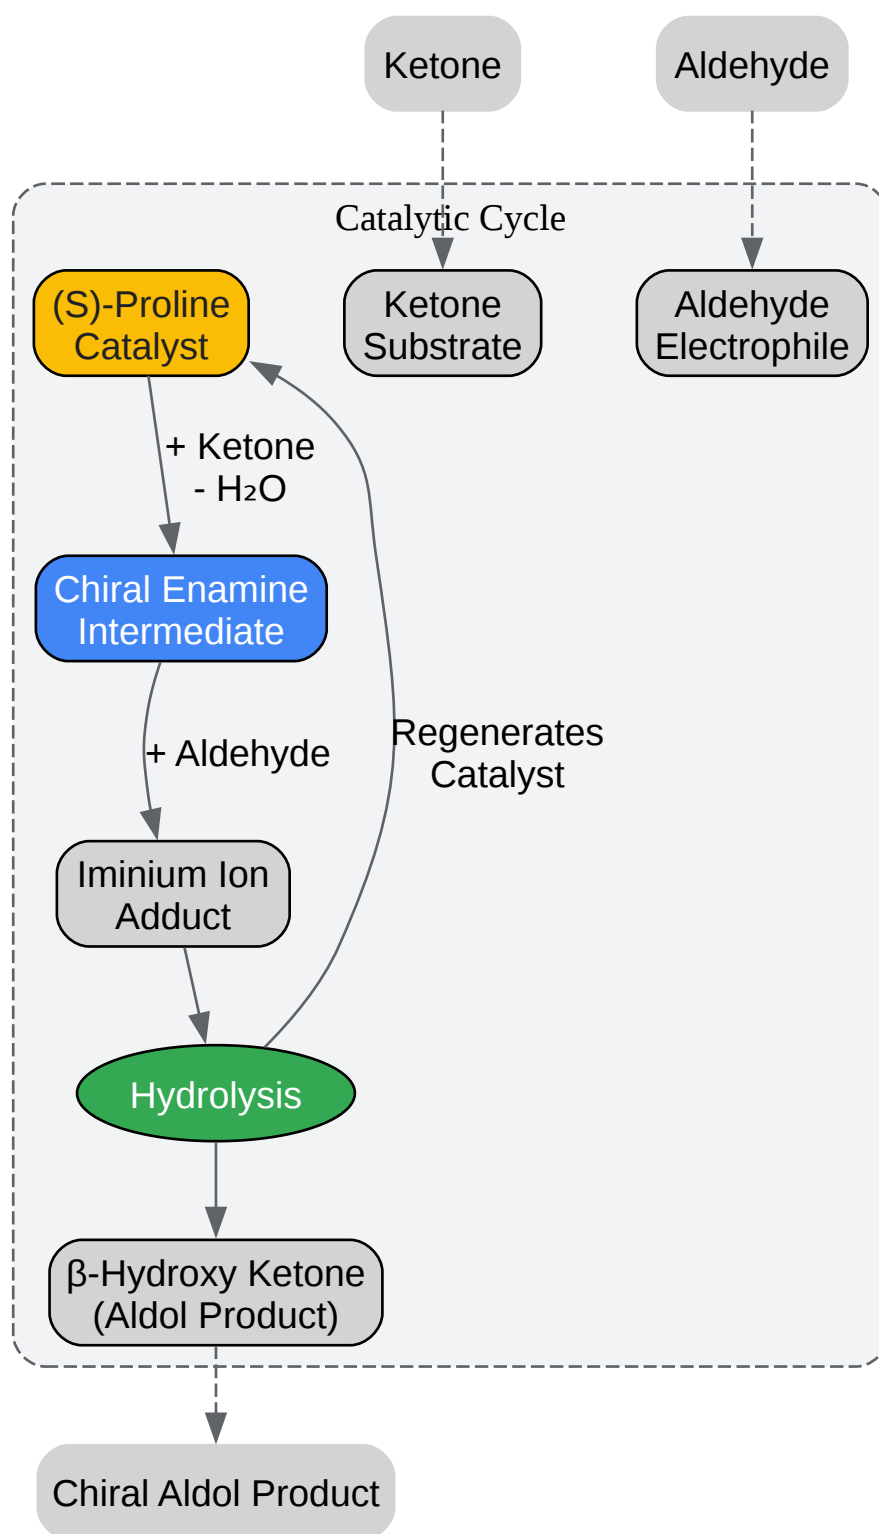 Ketone
Aldehyde
Catalytic Cycle
(S)-Proline
Catalyst
Ketone
Substrate
Aldehyde
Electrophile
+ Ketone
- H₂O
Chiral Enamine
Intermediate
+ Aldehyde
Regenerates
Catalyst
Iminium Ion
Adduct
Hydrolysis
β-Hydroxy Ketone
(Aldol Product)
Chiral Aldol Product